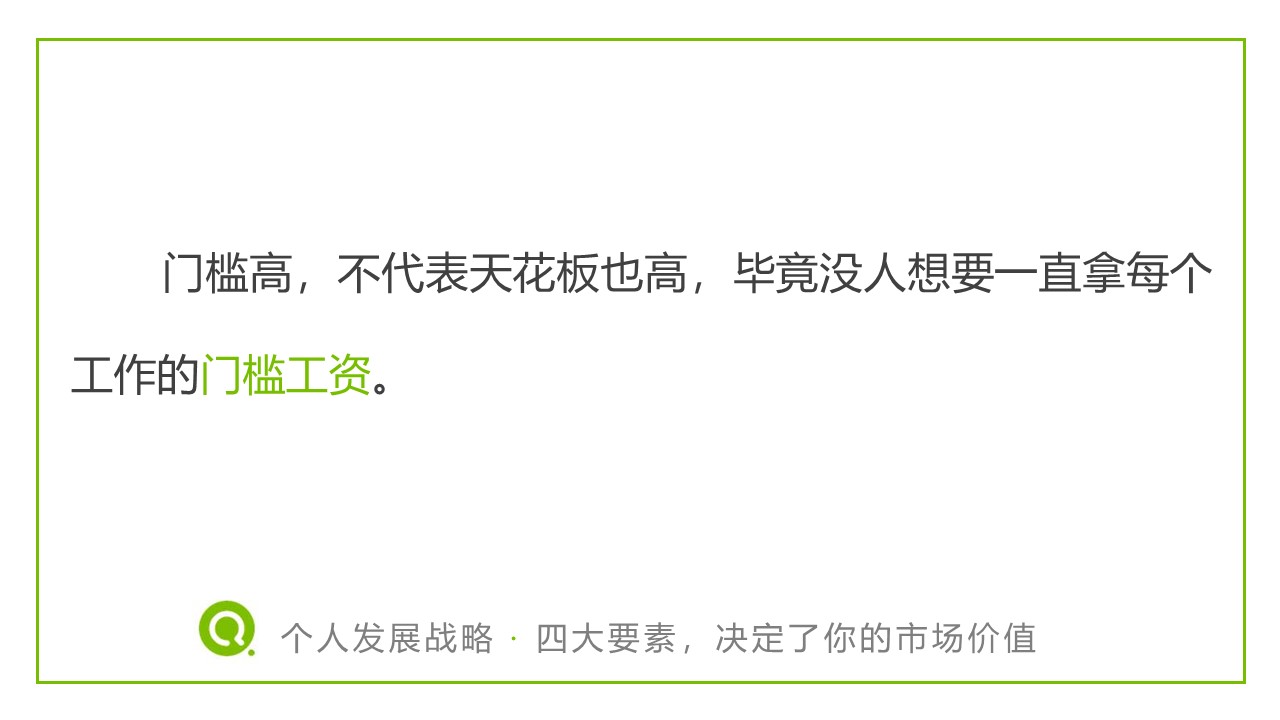 门槛高，不代表天花板也高，毕竟没人想要一直拿每个
工作的门槛工资。
个人发展战略 · 四大要素，决定了你的市场价值